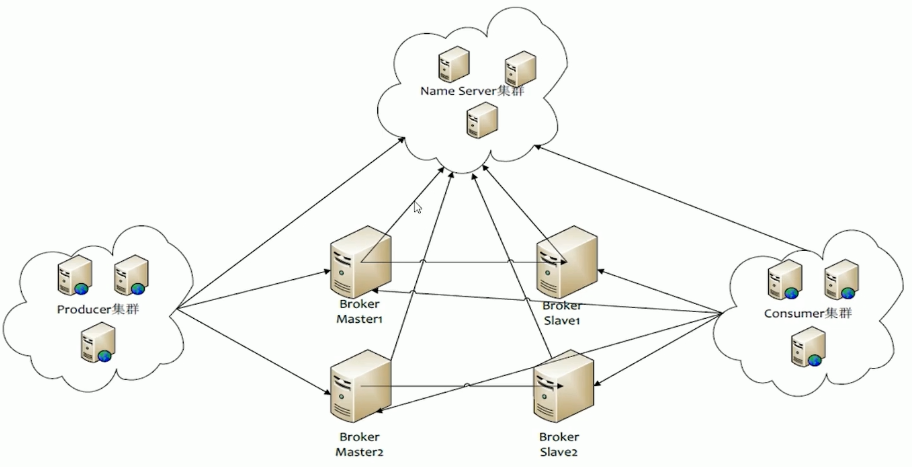 Name Server集群
Producer集群
Broker
Master1
Broker
Slave1
Consumer集群
Broker
Master2
Broker
Slave2